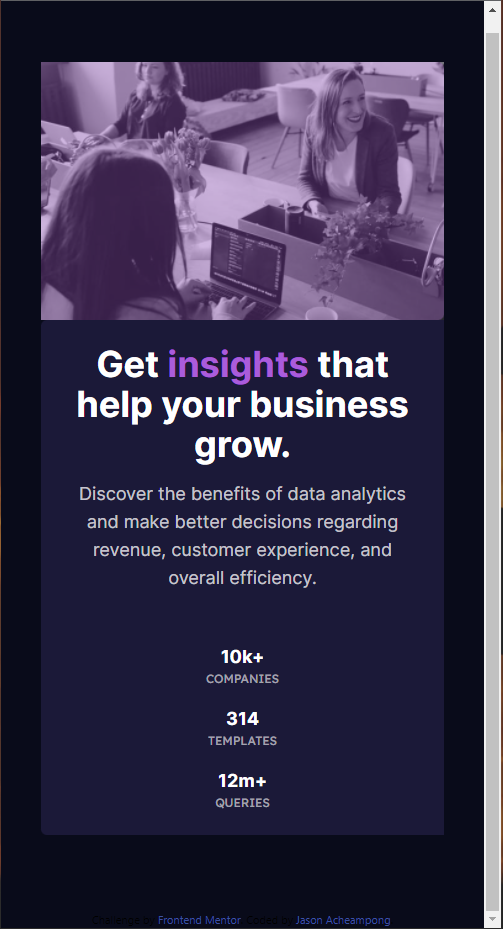 Get insights that
help your business
grow.
Discover the benefits of data analytics
and make better decisions regarding
revenue, customer experience, and
overall efficiency.
10k+
COMPANIES
314
TEMPLATES
12m+
QUERIES
Challenge by Frontend Mentor. Coded by Jason Acheampong